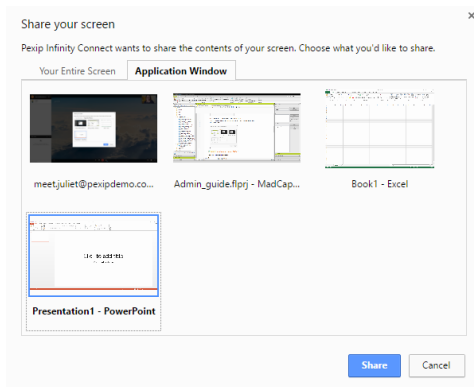 Share your screen
Pexip Infinity Connect wants to share the contents of your screen. Choose what you'd like to share.
Your Entire Screen
Application Window
meet.juliet@pexipdemo.co...
Admin_guide.flprj - MadCap...
Book1 - Excel
Presentation1 - PowerPoint
Share
Cancel